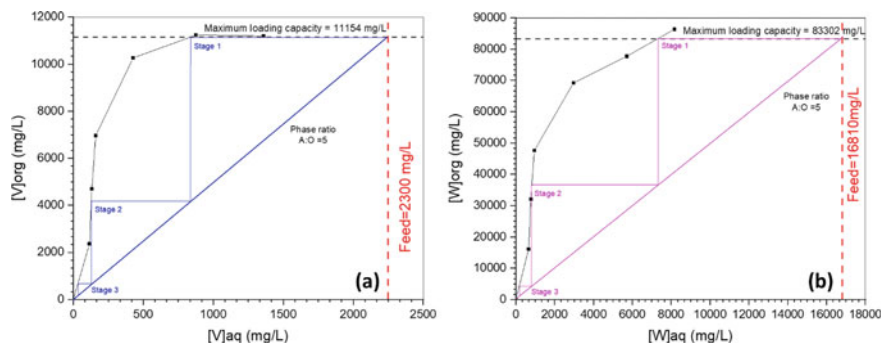 Maximum loading capacity = 11154 mg/L
12000
10000
8000
6000
4000
2000
0
[V]org (mg/L)
Stage 1
Stage 2
Stage 3
Phase ratio
A:O =5
Feed=2300 mg/L
(a)
0
500
1000
1500
2000
2500
[V]aq (mg/L)
Maximum loading capacity = 83302 mg/L
90000
80000
70000
60000
50000
40000
30000
20000
10000
0
[W]org (mg/L)
Stage 1
Stage 2
Stage 3
Phase ratio
A:O =5
Feed=16810mg/L
(b)
0
2000
4000
6000
8000
10000
12000
14000
16000
18000
[W]aq (mg/L)